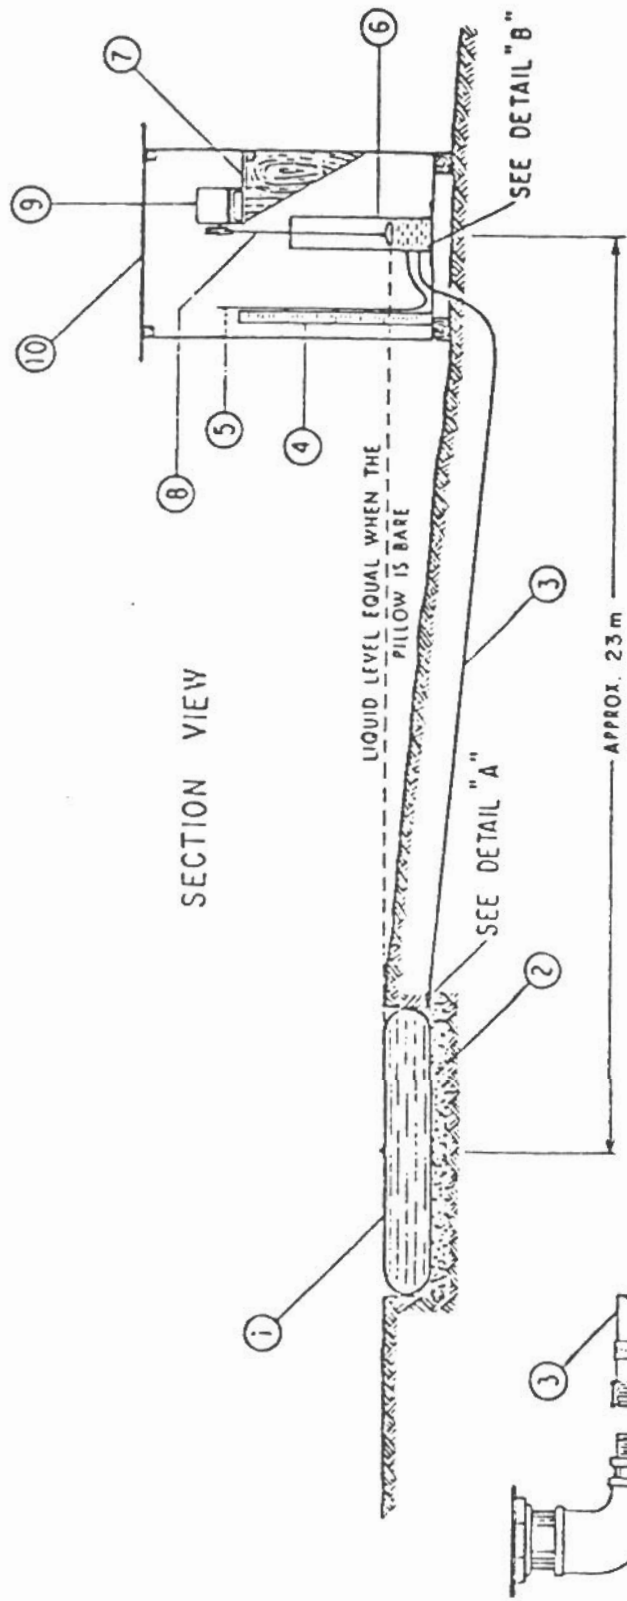 10
9
7
8
5
4
6
SECTION VIEW
LIQUID LEVEL EQUAL WHEN THE
PILLOW IS BARE
SEE DETAIL "B"
1
3
SEE DETAIL "A"
2
APPROX. 23m
3